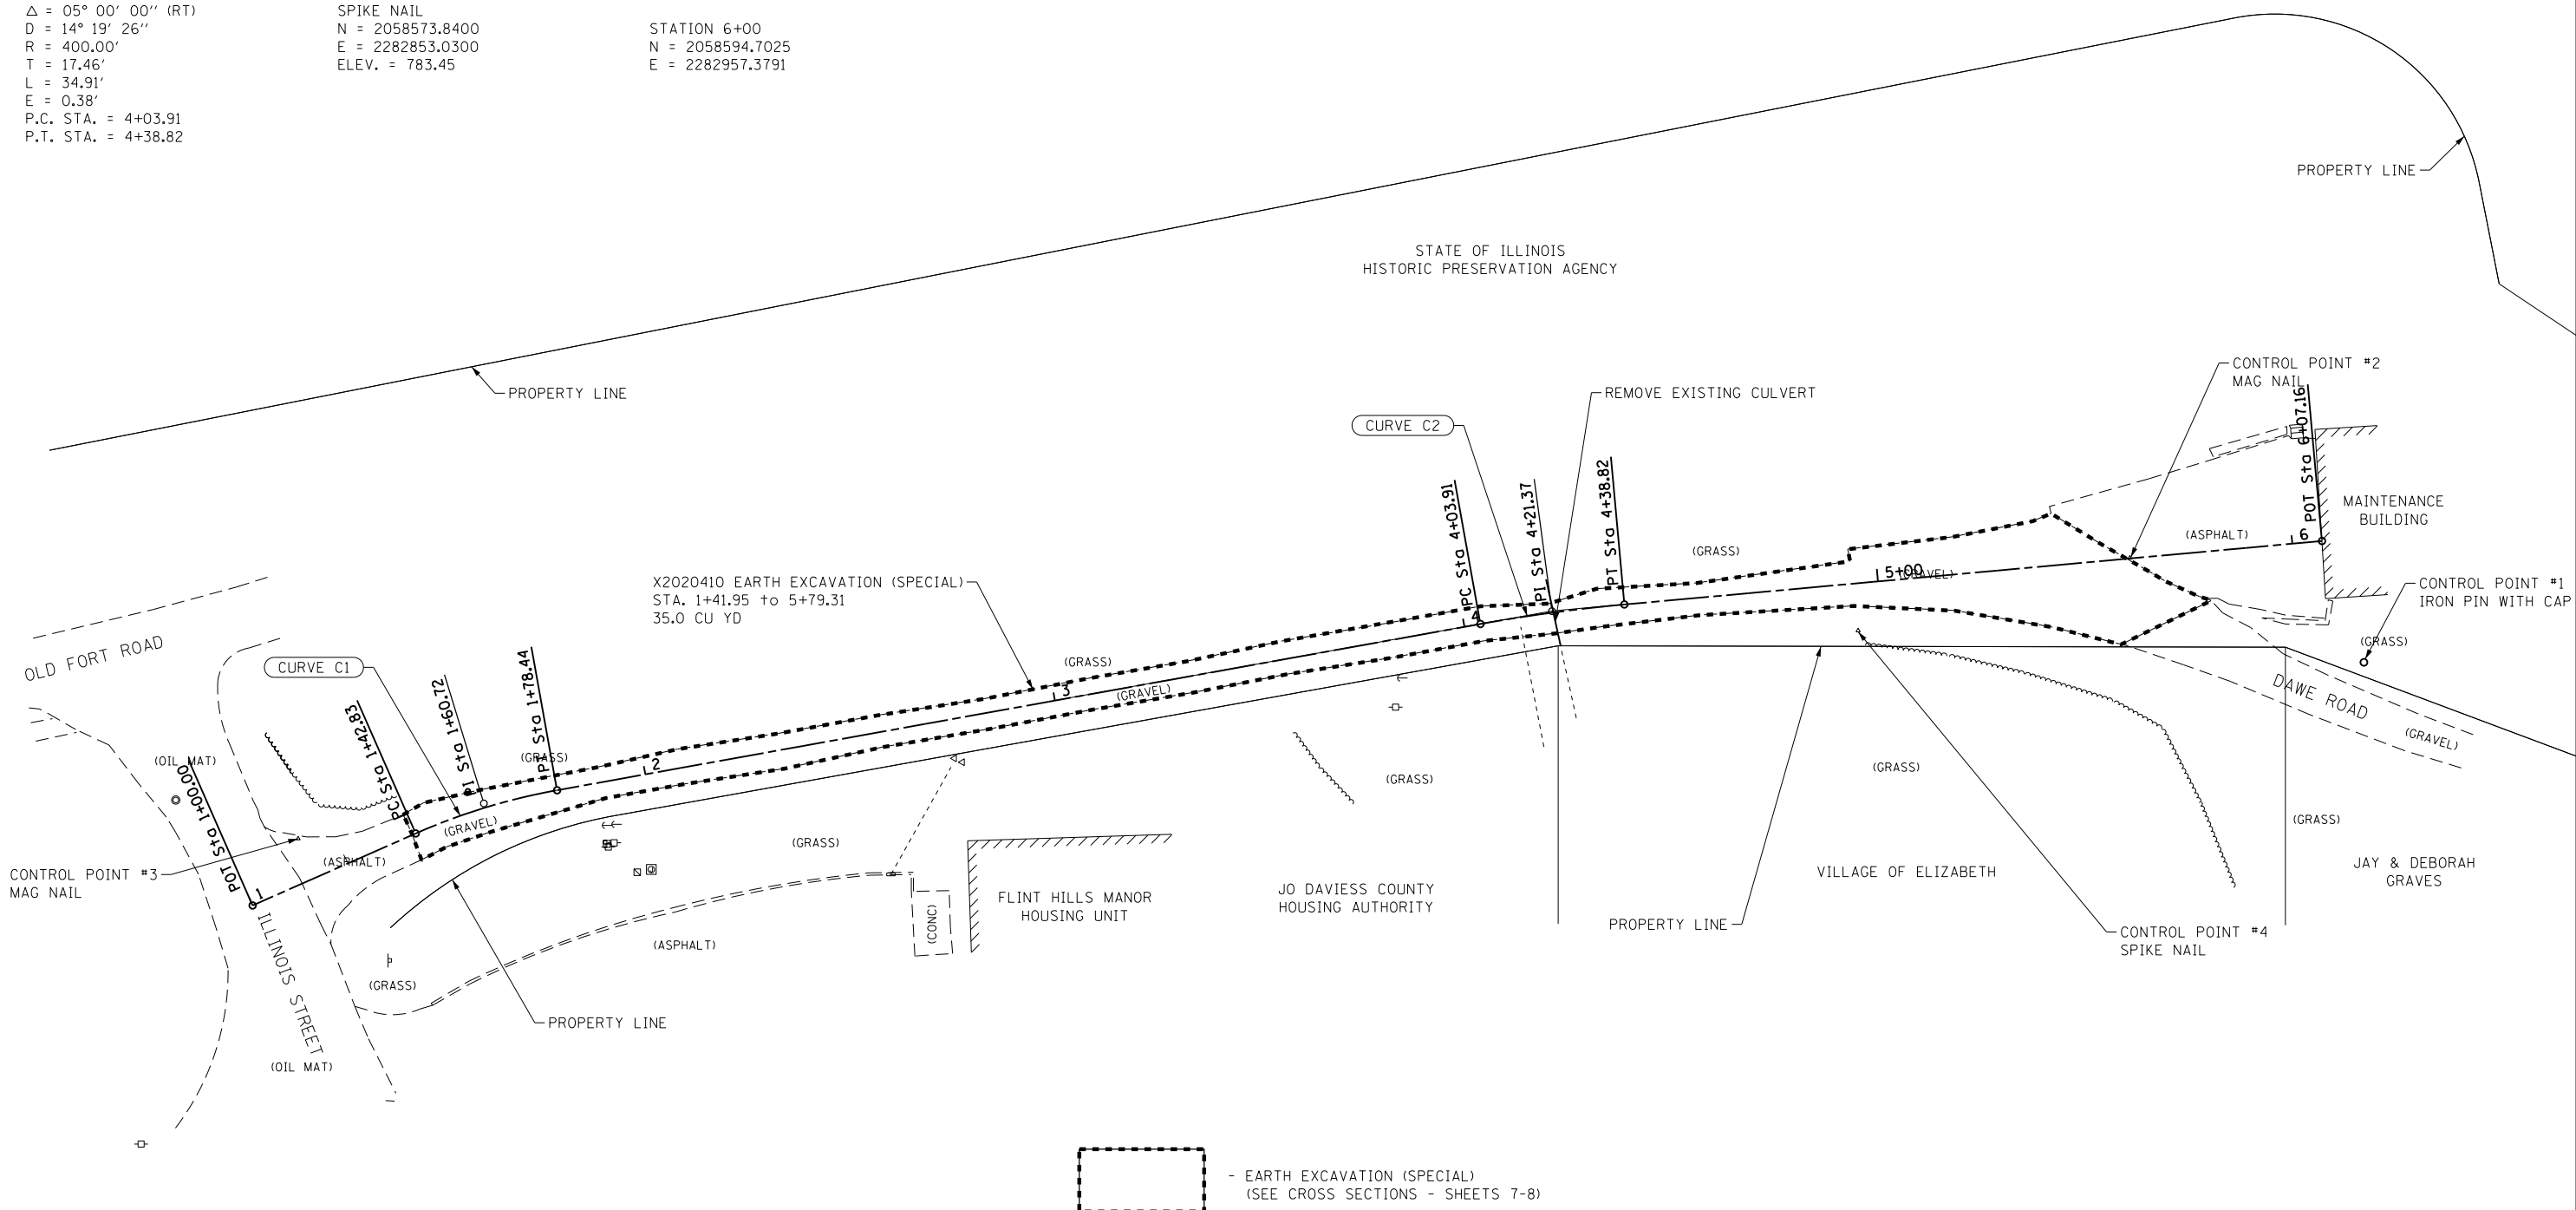 Δ = 05° 00' 00'' (RT)
D = 14° 19' 26''
R = 400.00'
T = 17.46'
L = 34.91'
E = 0.38'
P.C. STA. = 4+03.91
P.T. STA. = 4+38.82
SPIKE NAIL
N = 2058573.8400
E = 2282853.0300
ELEV. = 783.45
STATION 6+00
N = 2058594.7025
E = 2282957.3791
PROPERTY LINE
STATE OF ILLINOIS
HISTORIC PRESERVATION AGENCY
PROPERTY LINE
CONTROL POINT #2
MAG NAIL
REMOVE EXISTING CULVERT
CURVE C2
POT Sta 6+07.16
PC Sta 4+03.91
PI Sta 4+21.37
PT Sta 4+38.82
MAINTENANCE
BUILDING
(ASPHALT)
6
(GRASS)
5+00
(GRAVEL)
CONTROL POINT #1
IRON PIN WITH CAP
X2020410 EARTH EXCAVATION (SPECIAL)
STA. 1+41.95 to 5+79.31
35.0 CU YD
4
(GRASS)
3
(GRAVEL)
(GRASS)
OLD FORT ROAD
CURVE C1
PC Sta 1+42.83
PI Sta 1+60.72
PT Sta 1+78.44
(GRASS)
2
DAWE ROAD
(GRAVEL)
(OIL MAT)
POT Sta 1+00.00
(GRAVEL)
(GRASS)
(GRASS)
(GRASS)
(GRASS)
(ASPHALT)
1
CONTROL POINT #3
MAG NAIL
FLINT HILLS MANOR
HOUSING UNIT
JO DAVIESS COUNTY
HOUSING AUTHORITY
VILLAGE OF ELIZABETH
JAY & DEBORAH
GRAVES
(CONC)
PROPERTY LINE
CONTROL POINT #4
SPIKE NAIL
ILLINOIS STREET
(ASPHALT)
(GRASS)
PROPERTY LINE
(OIL MAT)
- EARTH EXCAVATION (SPECIAL)
(SEE CROSS SECTIONS - SHEETS 7-8)